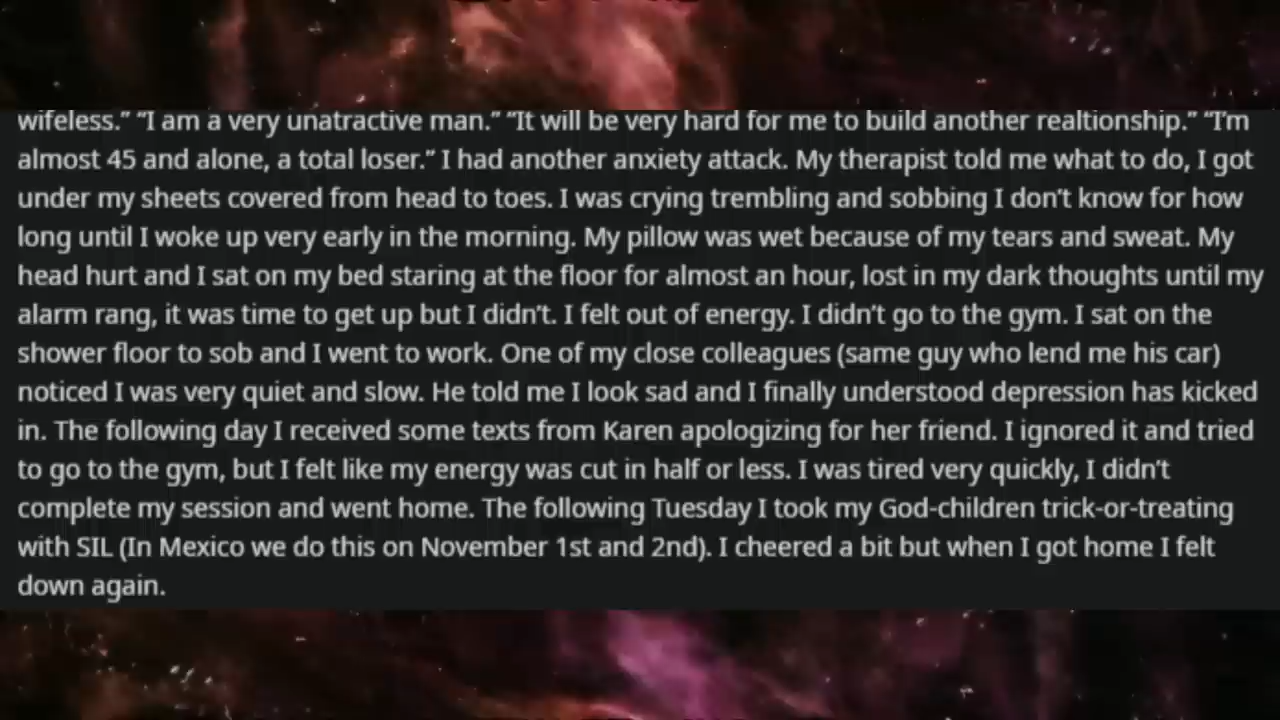 wifeless.” “I am a very unatractive man.” “It will be very hard for me to build another realtionship.” “I’m
almost 45 and alone, a total loser.” I had another anxiety attack. My therapist told me what to do, I got
under my sheets covered from head to toes. I was crying trembling and sobbing I don’t know for how
long until I woke up very early in the morning. My pillow was wet because of my tears and sweat. My
head hurt and I sat on my bed staring at the floor for almost an hour, lost in my dark thoughts until my
alarm rang, it was time to get up but I didn’t. I felt out of energy. I didn’t go to the gym. I sat on the
shower floor to sob and I went to work. One of my close colleagues (same guy who lend me his car)
noticed I was very quiet and slow. He told me I look sad and I finally understood depression has kicked
in. The following day I received some texts from Karen apologizing for her friend. I ignored it and tried
to go to the gym, but I felt like my energy was cut in half or less. I was tired very quickly, I didn’t
complete my session and went home. The following Tuesday I took my God-children trick-or-treating
with SIL (In Mexico we do this on November 1st and 2nd). I cheered a bit but when I got home I felt
down again.